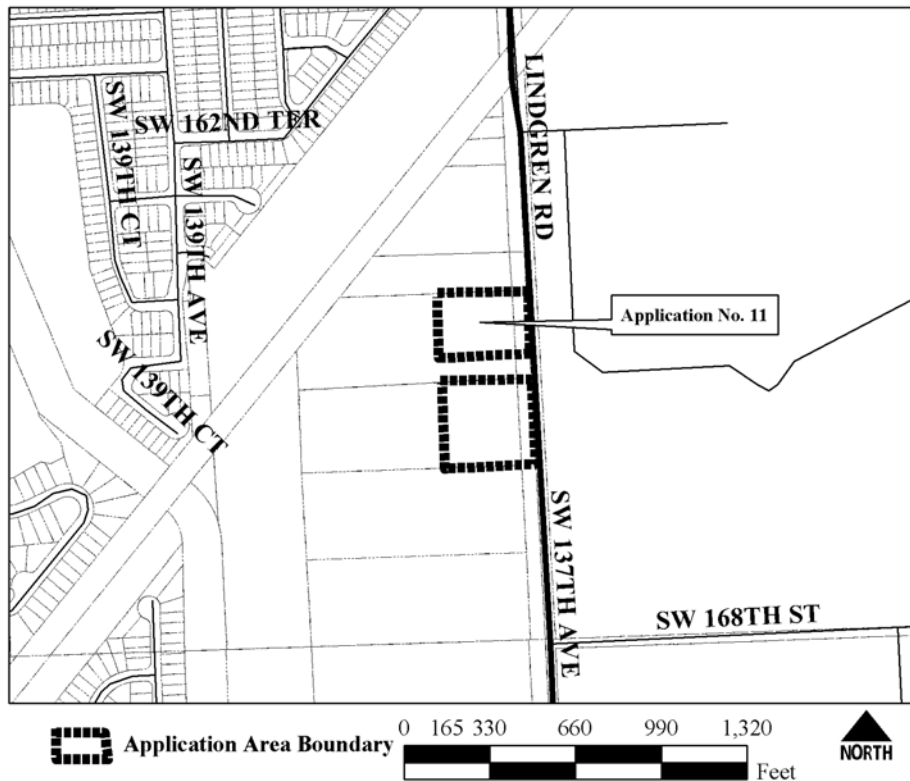 LINDGREN RD
SW 162ND TER
SW 139TH CT
SW 139TH AVE
Application No. 11
SW 139TH CT
SW 137TH AVE
SW 168TH ST
Application Area Boundary
0 165 330 660 990 1,320
Feet
NORTH